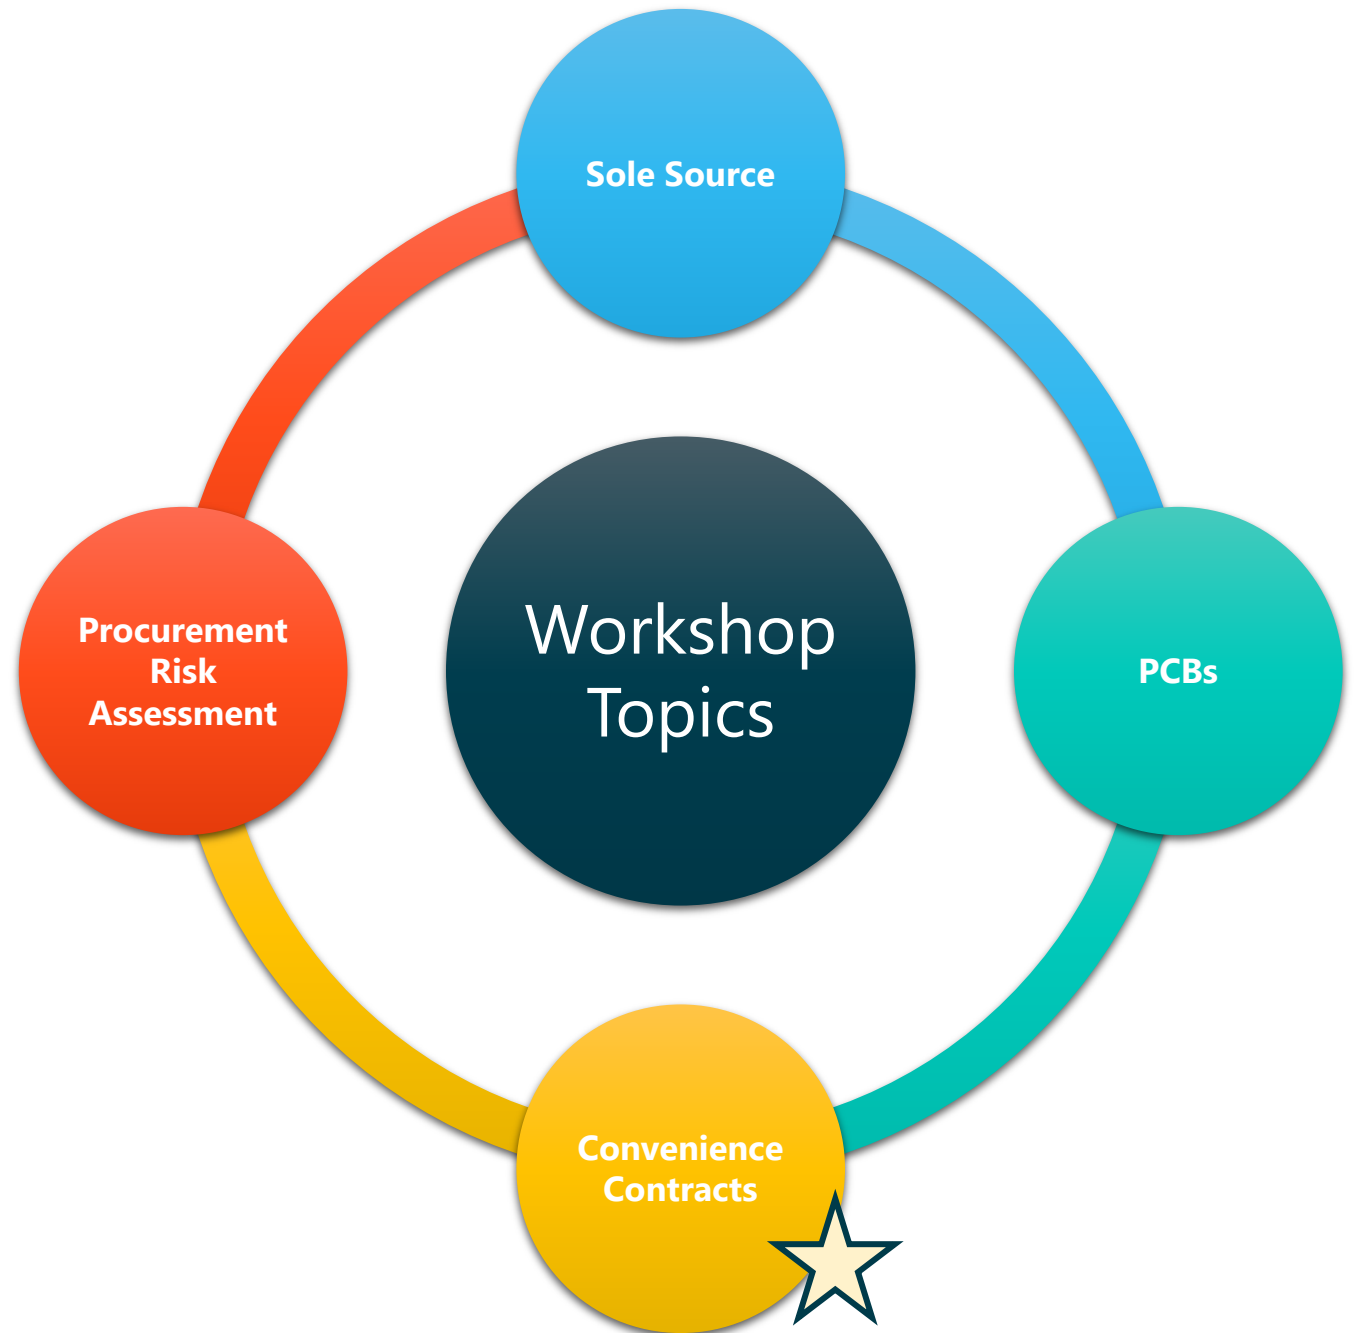 Sole Source
Procurement
Risk
Assessment
Workshop
Topics
PCBs
Convenience
Contracts